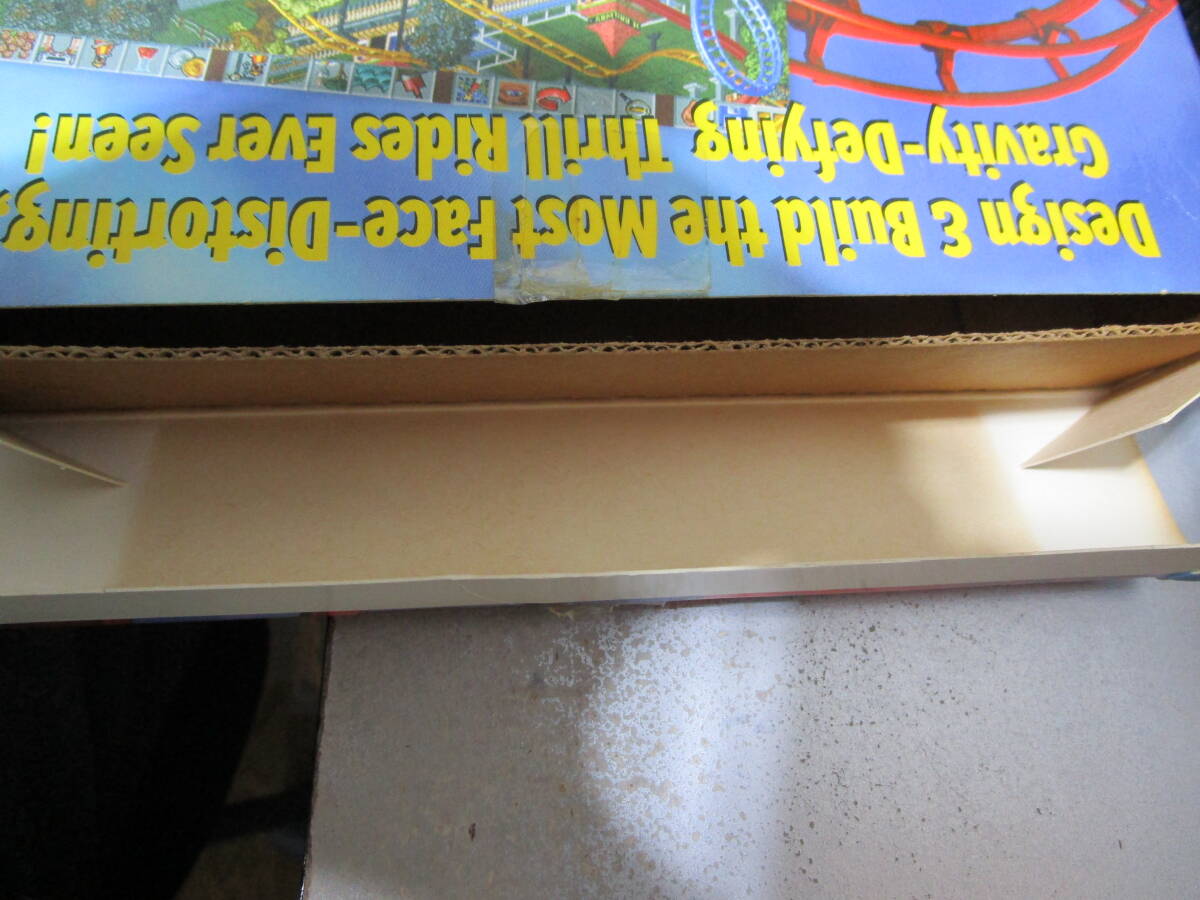 Design & Build the Most Face-Distorting,
Gravity-Defying Thrill Rides Ever Seen!